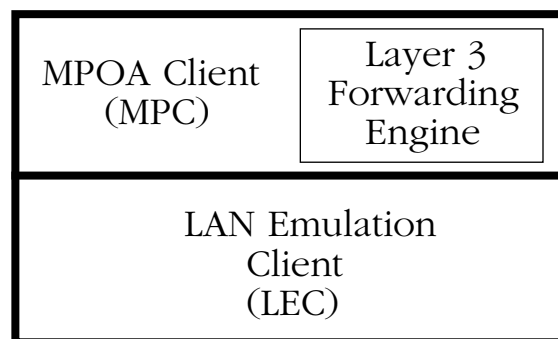 MPOA Client
(MPC)
Layer 3
Forwarding
Engine
LAN Emulation
Client
(LEC)